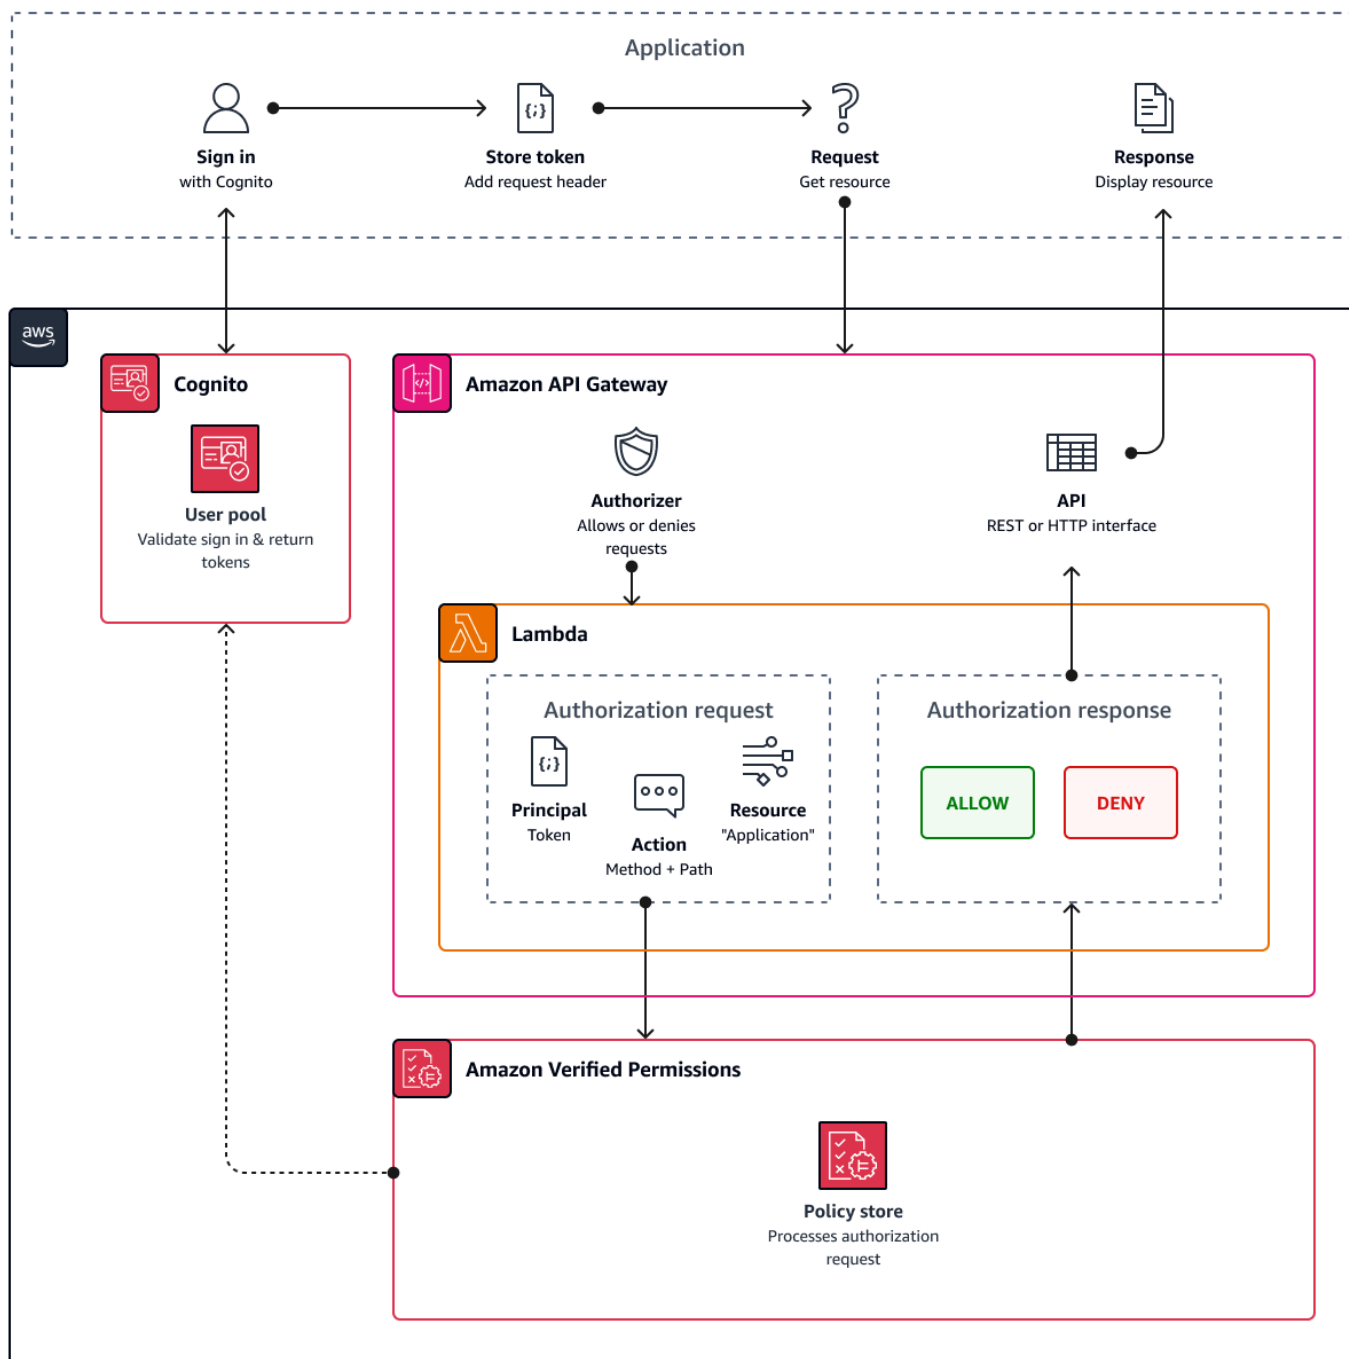 Application
Sign in
with Cognito
Store token
Add request header
Request
Get resource
Response
Display resource
aws
Cognito
User pool
Validate sign in & return
tokens
Amazon API Gateway
Authorizer
Allows or denies
requests
API
REST or HTTP interface
Lambda
Authorization request
Principal
Token
Action
Method + Path
Resource
"Application"
Authorization response
ALLOW
DENY
Amazon Verified Permissions
Policy store
Processes authorization
request